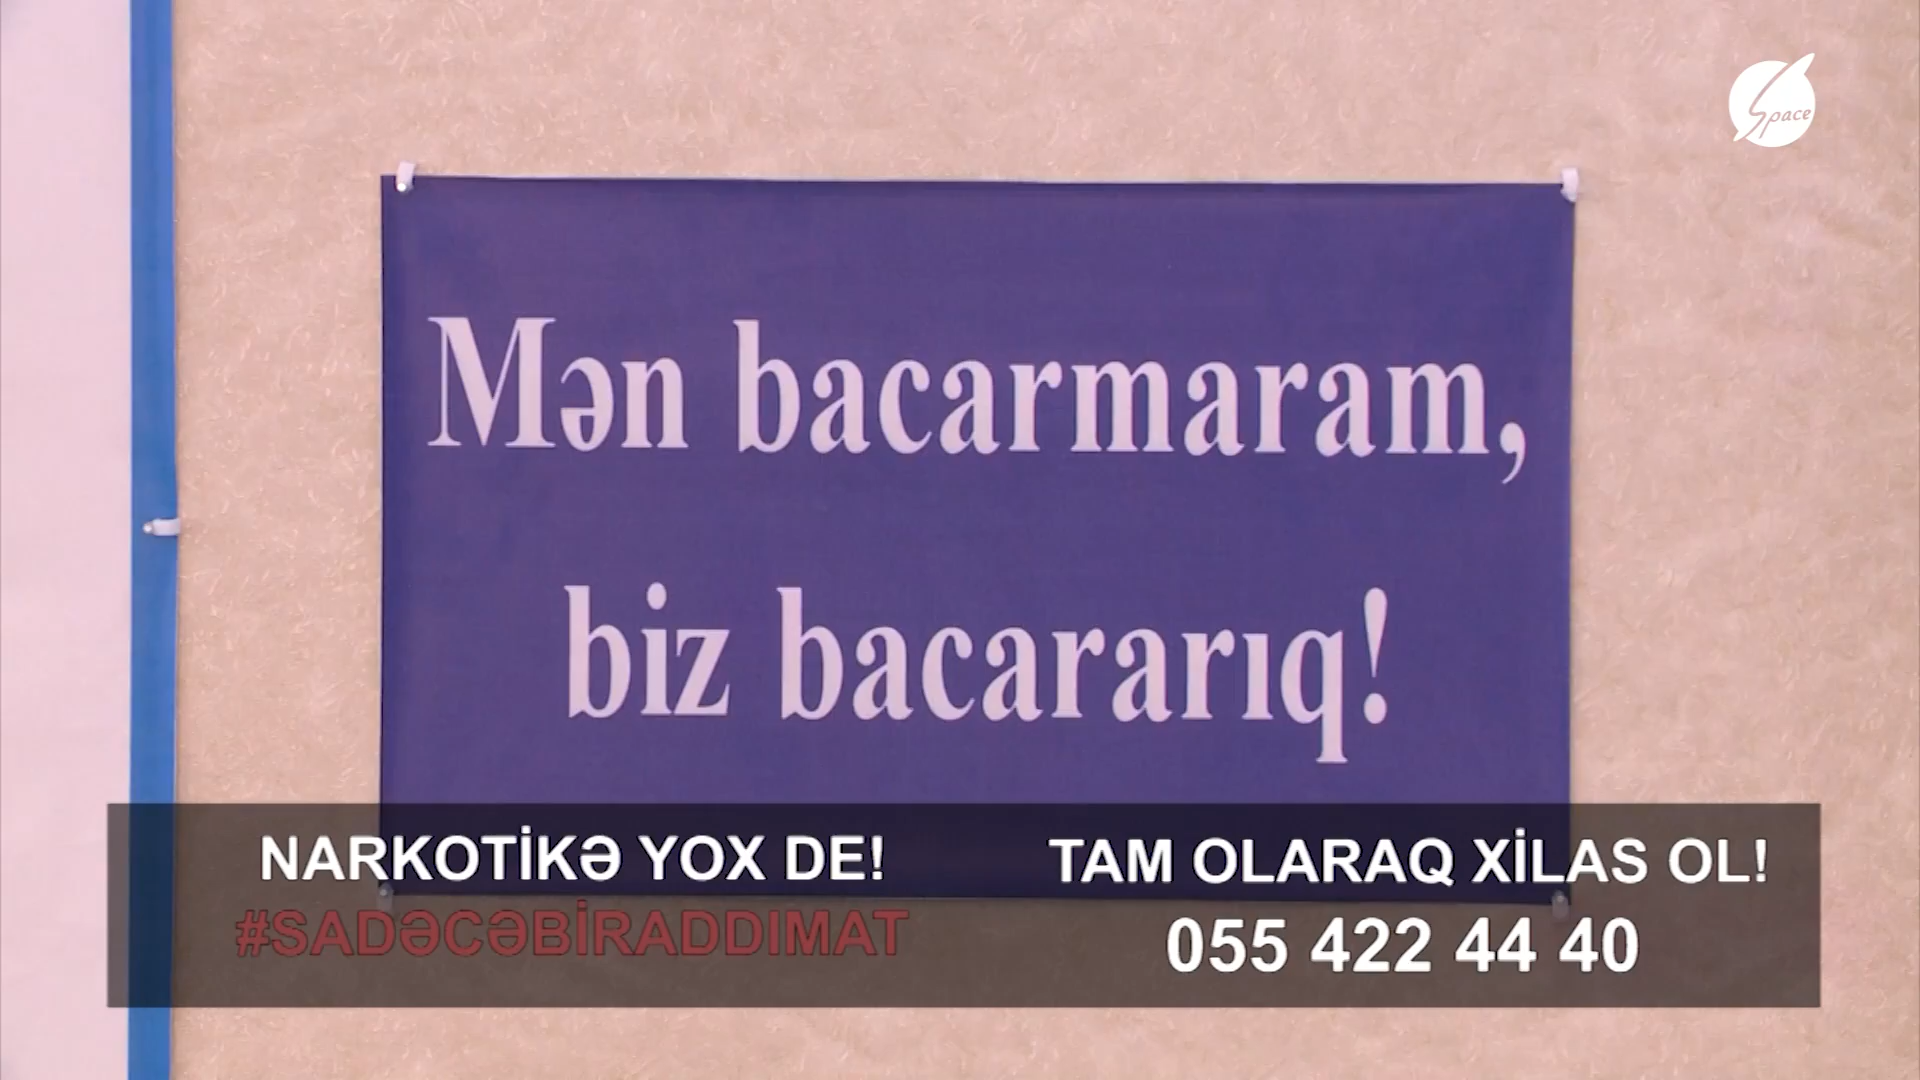 Space
Mən bacarmaram,
biz bacararıq!
NARKOTİKƏ YOX DE!
#SADƏCƏBİRADDIMAT
TAM OLARAQ XİLAS OL!
055 422 44 40